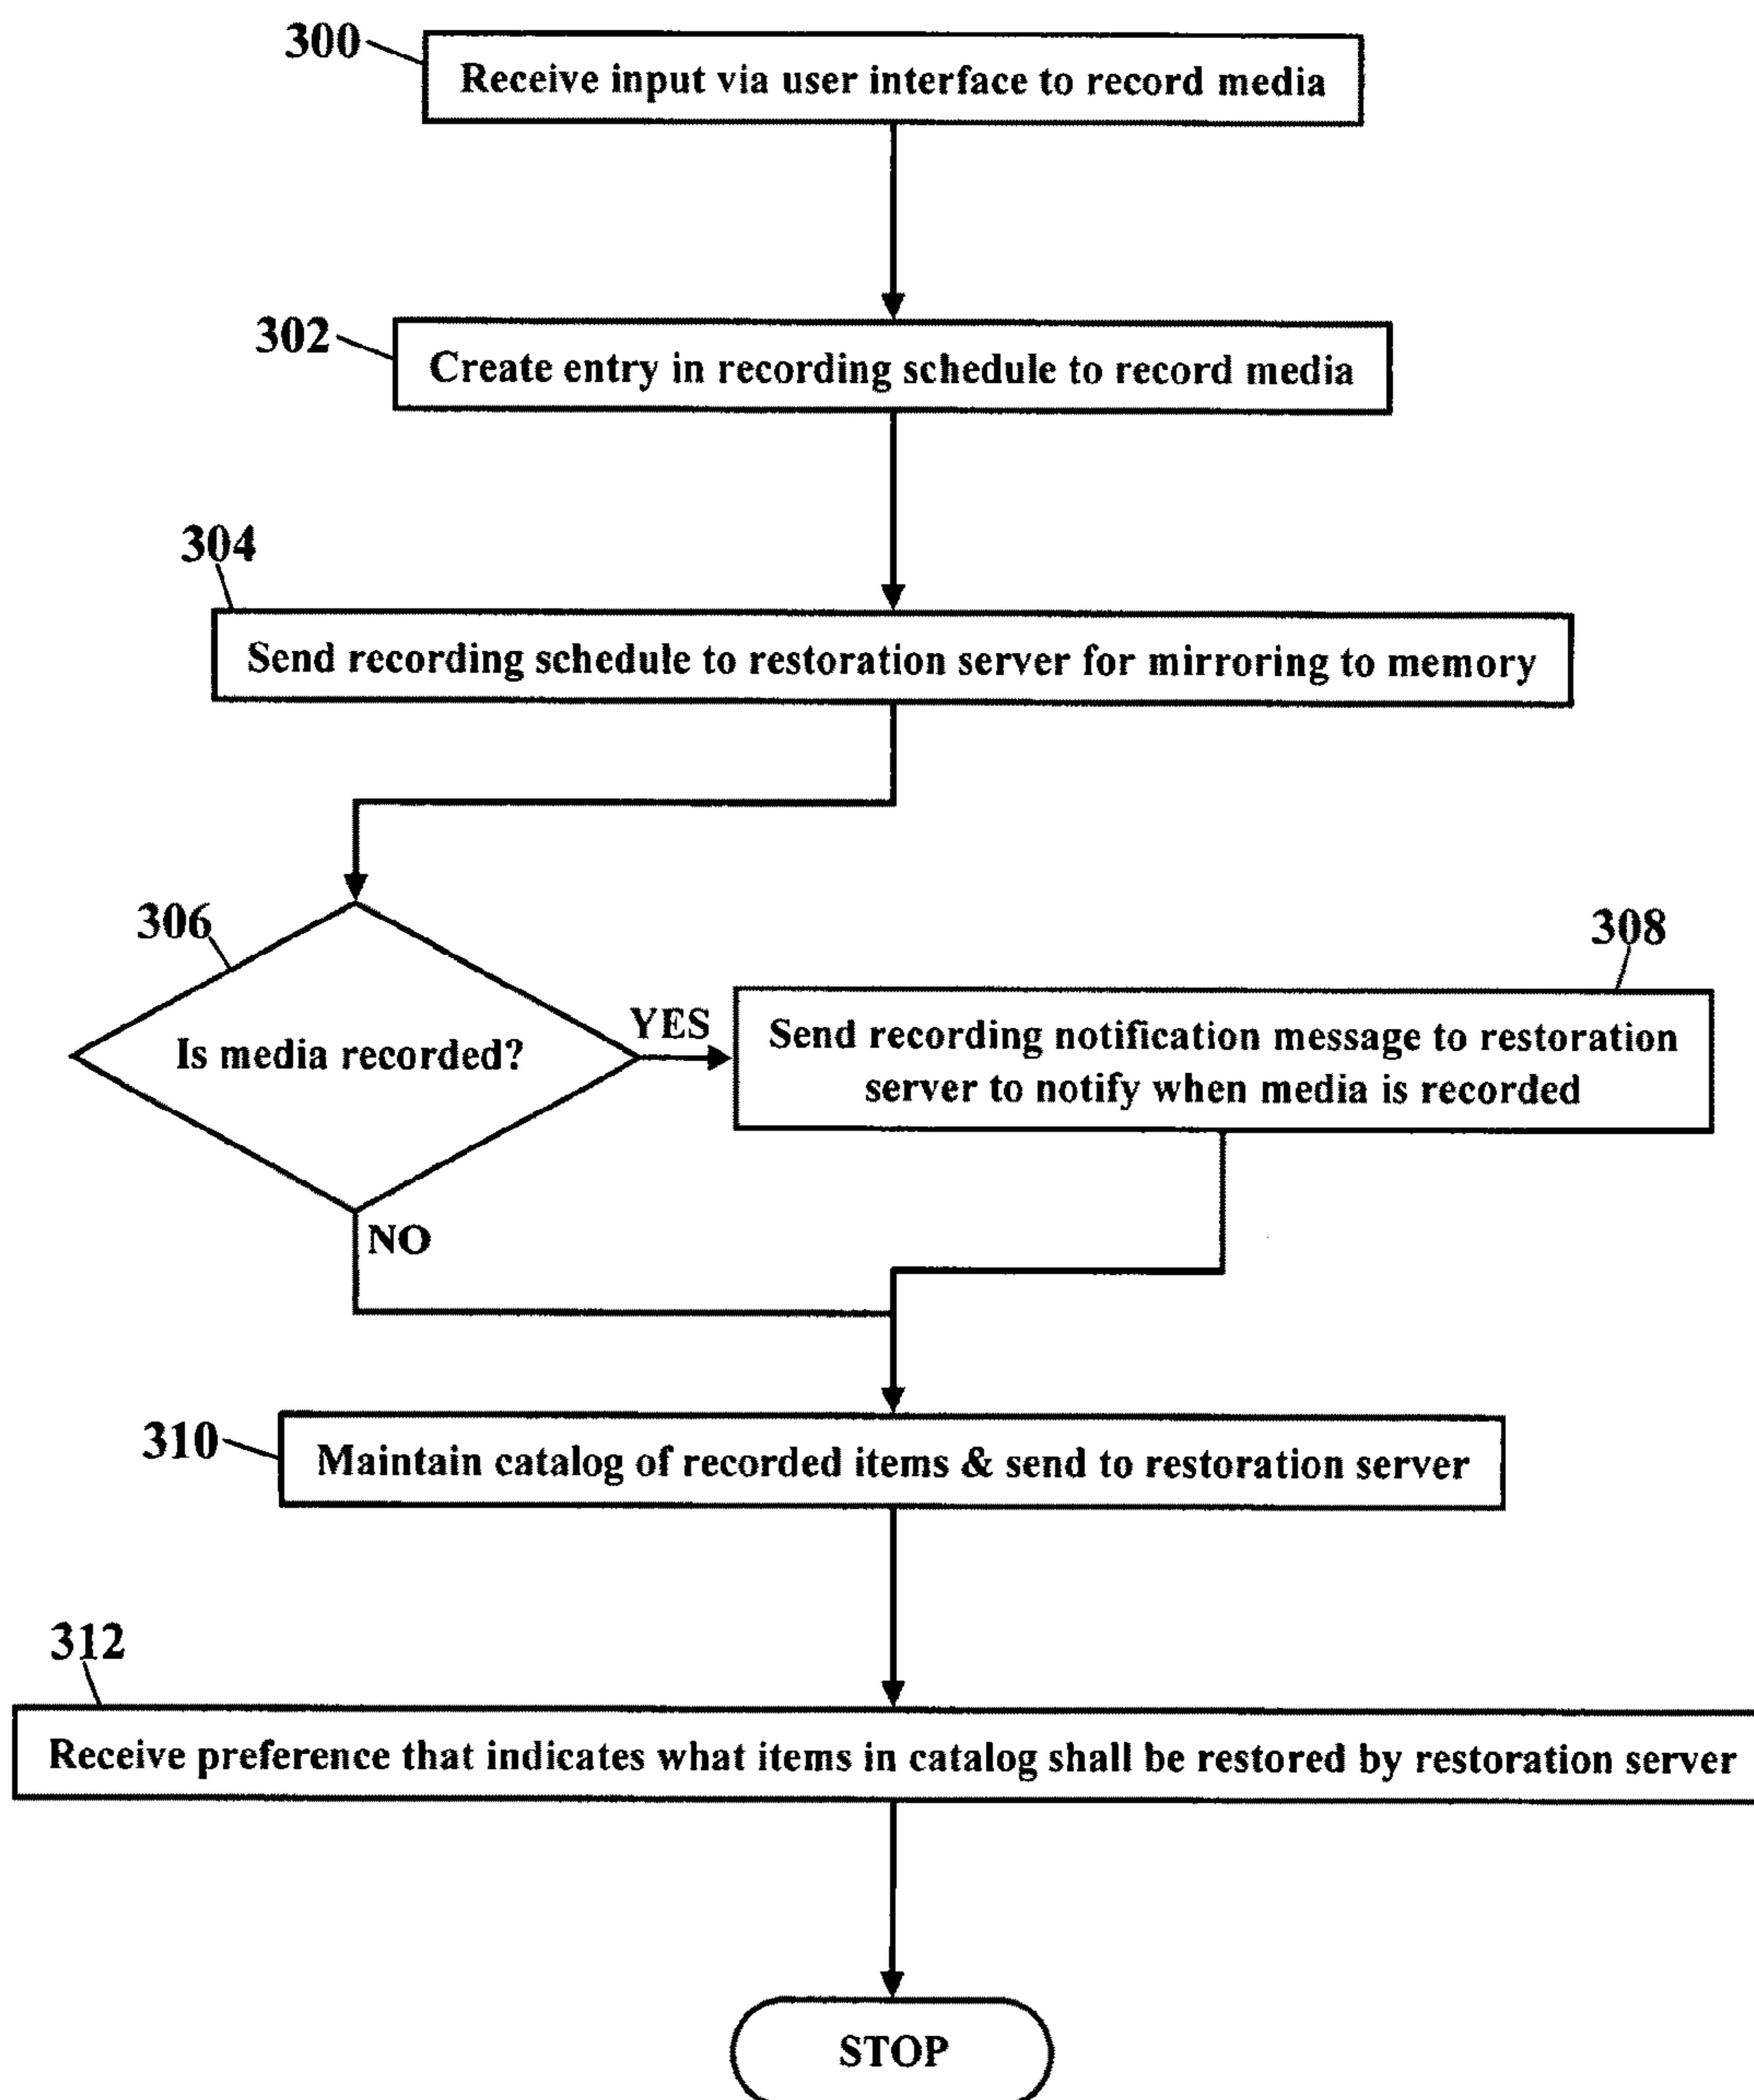 300
Receive input via user interface to record media
302
Create entry in recording schedule to record media
304
Send recording schedule to restoration server for mirroring to memory
306
Is media recorded?
YES
308
Send recording notification message to restoration
server to notify when media is recorded
NO
310
Maintain catalog of recorded items & send to restoration server
312
Receive preference that indicates what items in catalog shall be restored by restoration server
STOP